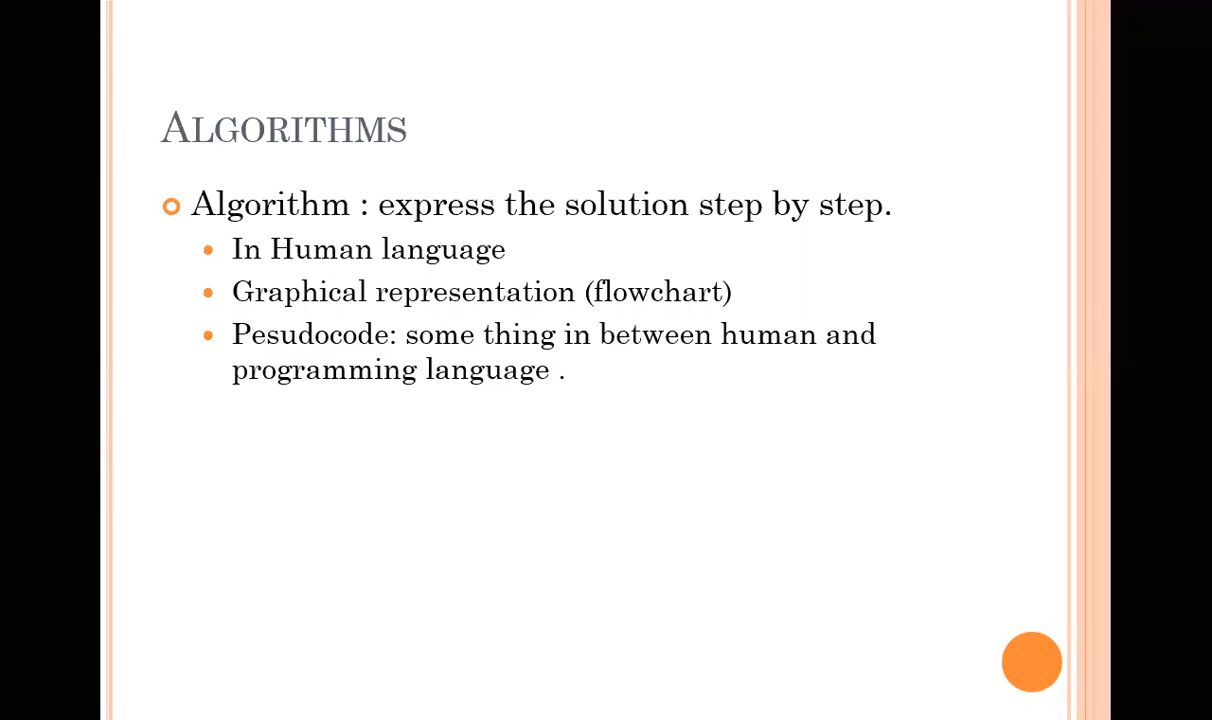 ALGORITHMS
Algorithm : express the solution step by step.
In Human language
Graphical representation (flowchart)
Pesudocode: some thing in between human and
programming language .